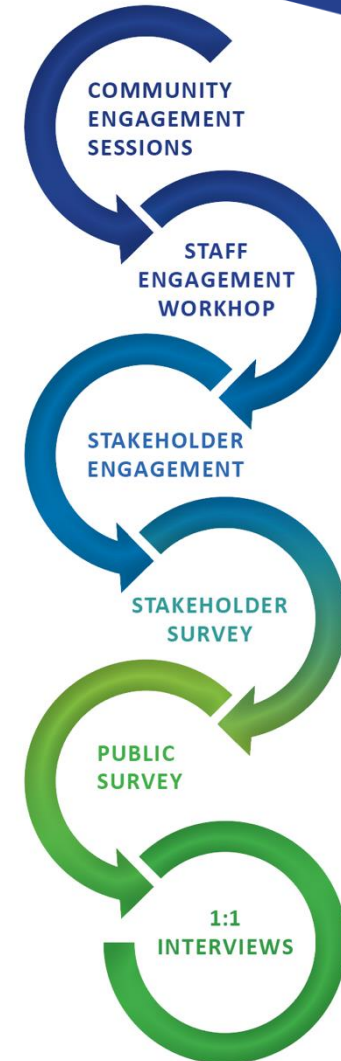 COMMUNITY
ENGAGEMENT
SESSIONS
STAFF
ENGAGEMENT
WORKHOP
STAKEHOLDER
ENGAGEMENT
STAKEHOLDER
SURVEY
PUBLIC
SURVEY
1:1
INTERVIEWS